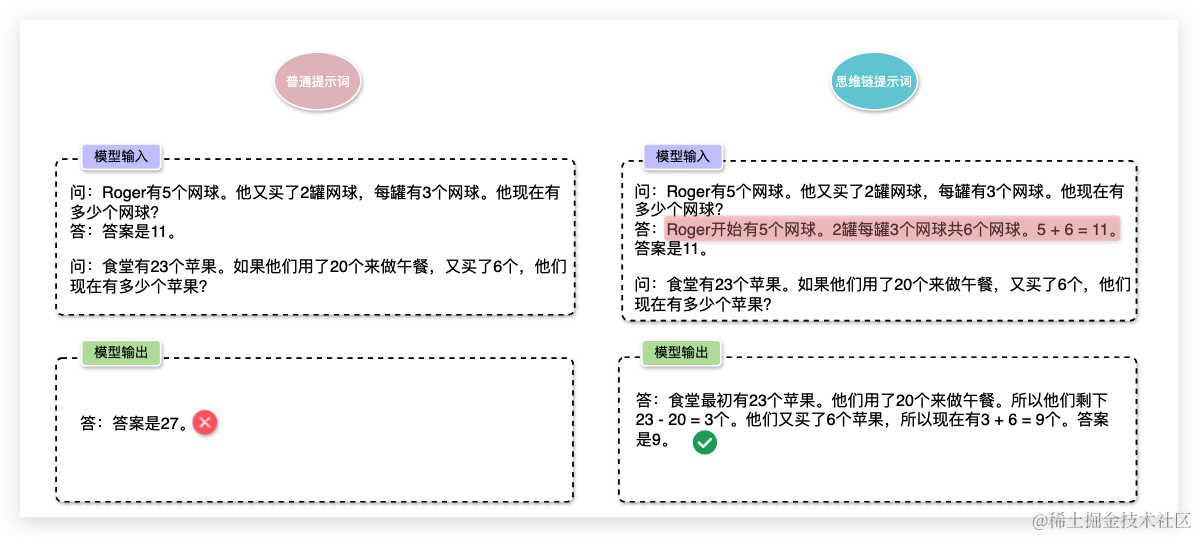 普通提示词
模型输入
问：Roger有5个网球。他又买了2罐网球，每罐有3个网球。他现在有
多少个网球？
答：答案是11。
问：食堂有23个苹果。如果他们用了20个来做午餐，又买了6个，他们
现在有多少个苹果？
模型输出
答：答案是27。
思维链提示词
模型输入
问：Roger有5个网球。他又买了2罐网球，每罐有3个网球。他现在有
多少个网球？
答：Roger开始有5个网球。2罐每罐3个网球共6个网球。5 + 6 = 11。
答案是11。
问：食堂有23个苹果。如果他们用了20个来做午餐，又买了6个，他们
现在有多少个苹果？
模型输出
答：食堂最初有23个苹果。他们用了20个来做午餐。所以他们剩下
23 - 20 = 3个。他们又买了6个苹果，所以现在有3 + 6 = 9个。答案
是9。
@稀土掘金技术社区